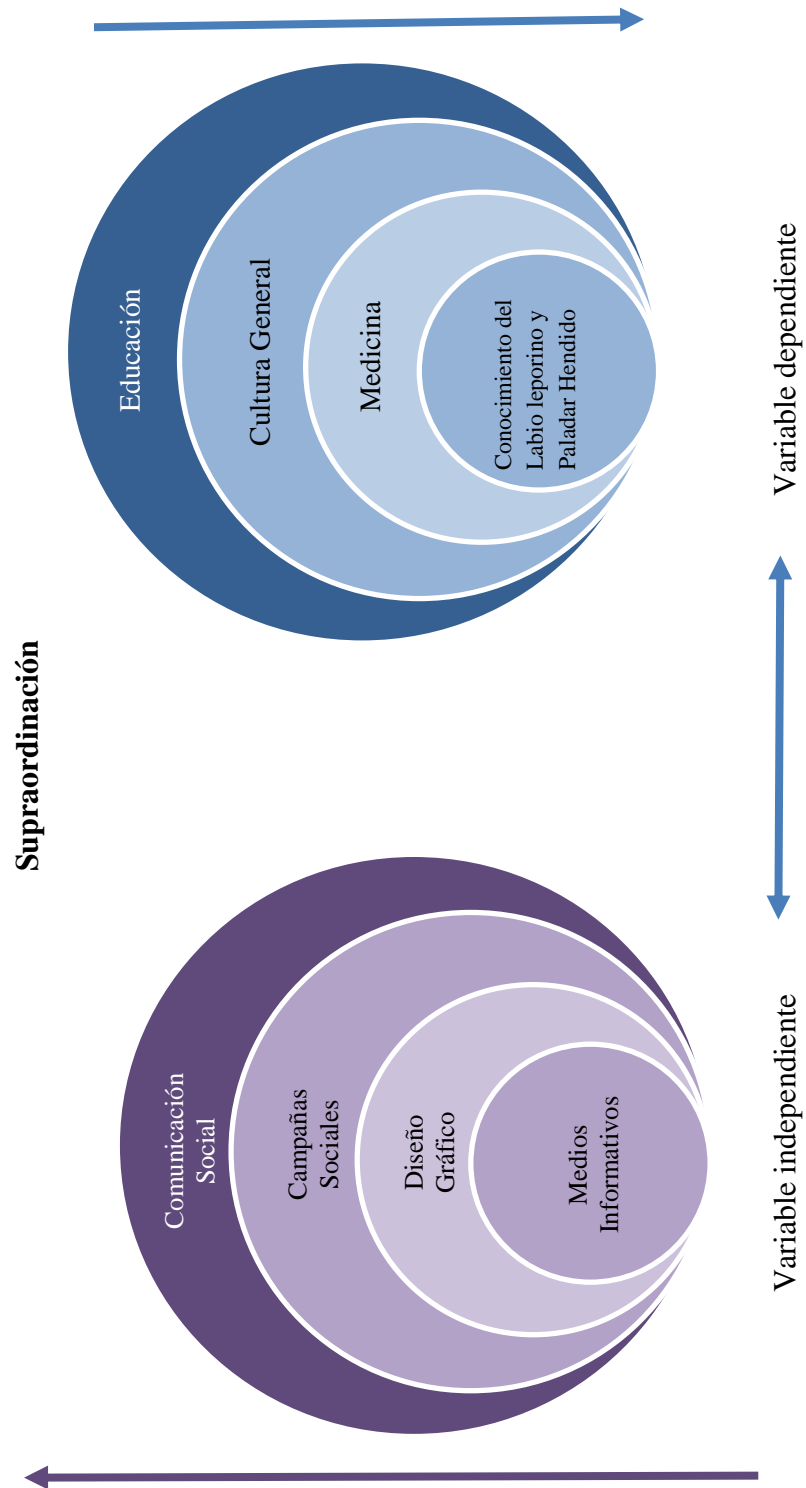 Supraordinación
Comunicación
Social
Campañas
Sociales
Diseño
Gráfico
Medios
Informativos
Variable independiente
Educación
Cultura General
Medicina
Conocimiento del
Labio leporino y
Paladar Hendido
Variable dependiente